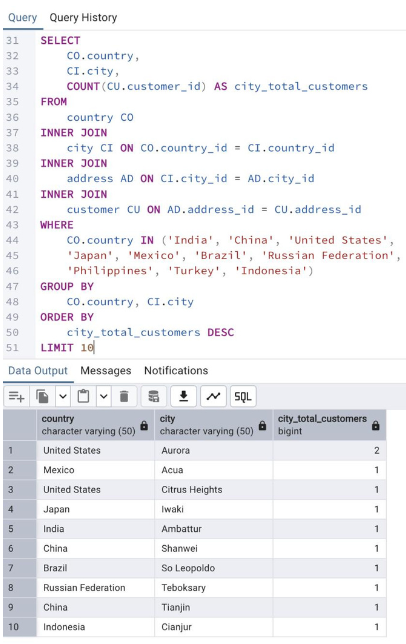 Query Query History
31 SELECT
32 CO.country,
33 CI.city,
34 COUNT(CU.customer_id) AS city_total_customers
35 FROM
36 country CO
37 INNER JOIN
38 city CI ON CO.country_id = CI.country_id
39 INNER JOIN
40 address AD ON CI.city_id = AD.city_id
41 INNER JOIN
42 customer CU ON AD.address_id = CU.address_id
43 WHERE
44 CO.country IN ('India', 'China', 'United States',
45 'Japan', 'Mexico', 'Brazil', 'Russian Federation',
46 'Philippines', 'Turkey', 'Indonesia')
47 GROUP BY
48 CO.country, CI.city
49 ORDER BY
50 city_total_customers DESC
51 LIMIT 10
Data Output Messages Notifications
SQL
country city city_total_customers
character varying (50) character varying (50) bigint
1 United States Aurora 2
2 Mexico Acua 1
3 United States Citrus Heights 1
4 Japan Iwaki 1
5 India Ambattur 1
6 China Shanwei 1
7 Brazil So Leopoldo 1
8 Russian Federation Teboksary 1
9 China Tianjin 1
10 Indonesia Cianjur 1